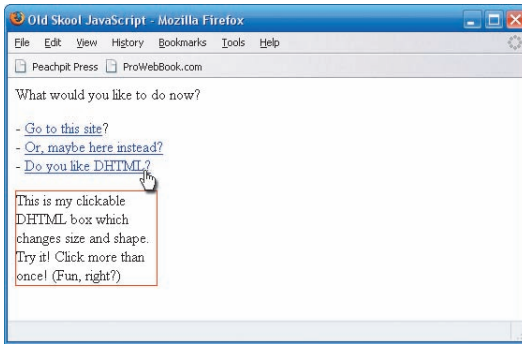 Old Skool JavaScript - Mozilla Firefox
File Edit View History Bookmarks Tools Help
Peachpit Press ProWebBook.com
What would you like to do now?
- Go to this site?
- Or, maybe here instead?
- Do you like DHTML?
This is my clickable
DHTML box which
changes size and shape.
Try it! Click more than
once! (Fun, right?)